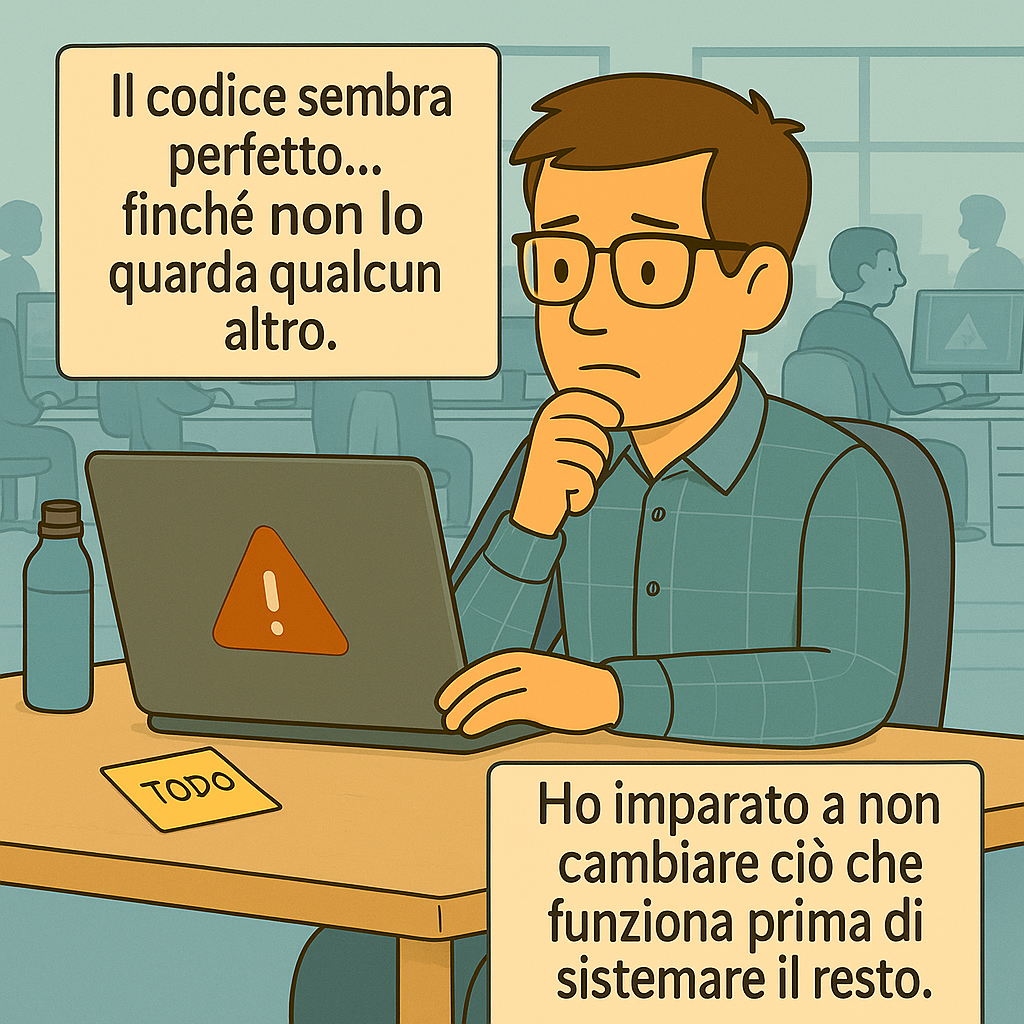 Il codice sembra
perfetto...
finché non lo
quarda qualcun
altro.
TODO
Ho imparato a non
cambiare ciò che
funziona prima di
sistemare il resto.